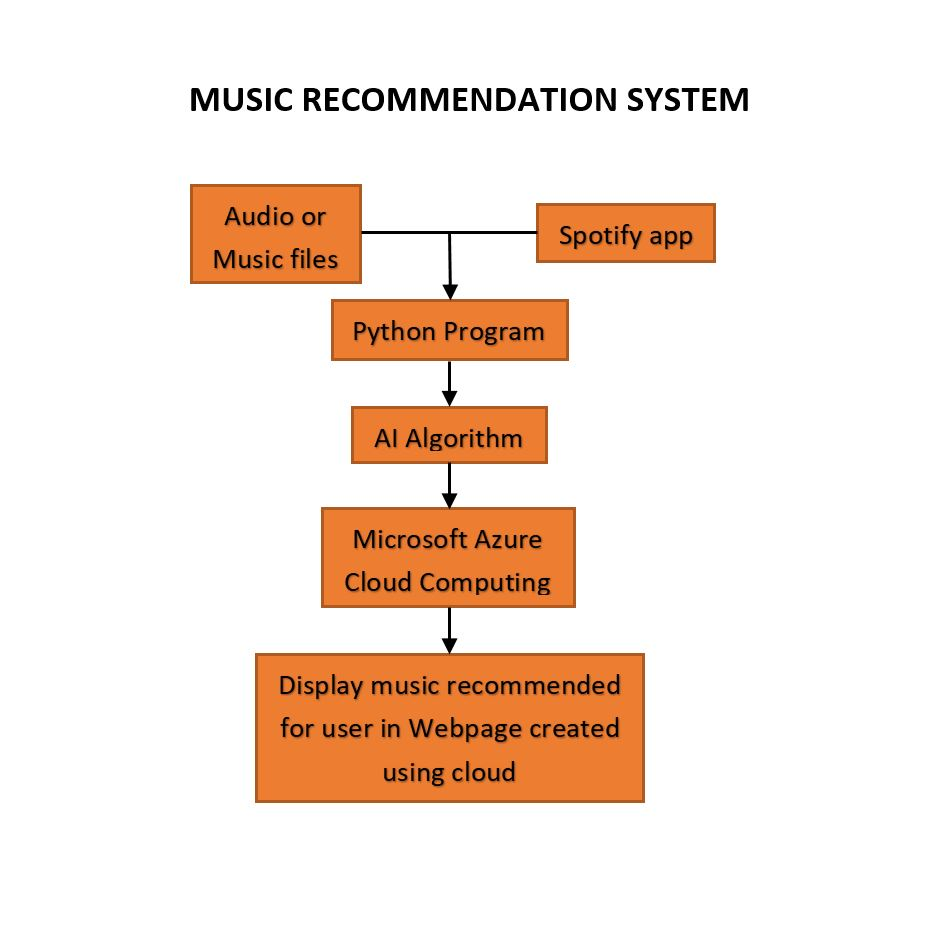 MUSIC RECOMMENDATION SYSTEM
Audio or
Music files
Spotify app
Python Program
AI Algorithm
Microsoft Azure
Cloud Computing
Display music recommended
for user in Webpage created
using cloud